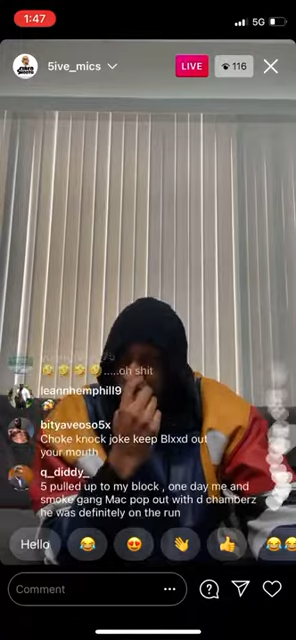 1:47
5G
5ive_mics
LIVE
116
.....oh shit
leannhemphill9
bityaveoso5x
Choke knock joke keep Blxxd out
your mouth
q_diddy_
5 pulled up to my block , one day me and
smoke gang Mac pop out with d chamberz
he was definitely on the run
Hello
Comment